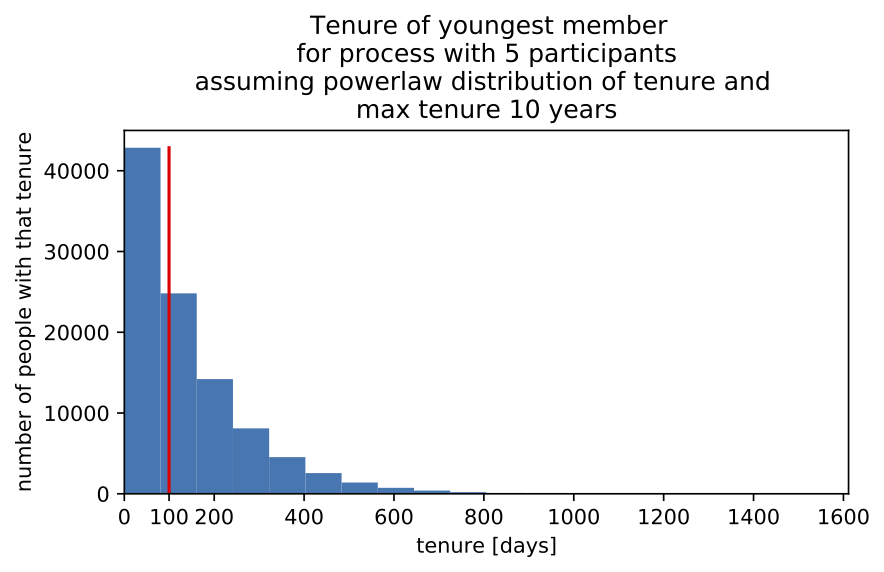 Tenure of youngest member
for process with 5 participants
assuming powerlaw distribution of tenure and
max tenure 10 years
number of people with that tenure
40000
30000
20000
10000
0
0 100 200 400 600 800 1000 1200 1400 1600
tenure [days]